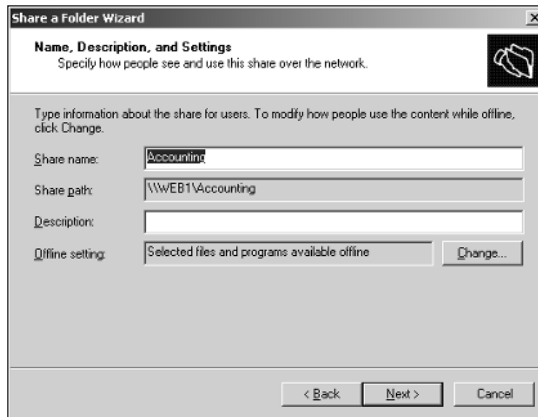 Share a Folder Wizard
Name, Description, and Settings
Specify how people see and use this share over the network.
Type information about the share for users. To modify how people use the content while offline,
click Change.
Share name: Accounting
Share path: \\WEB1\Accounting
Description:
Offline setting: Selected files and programs available offline Change...
< Back Next > Cancel